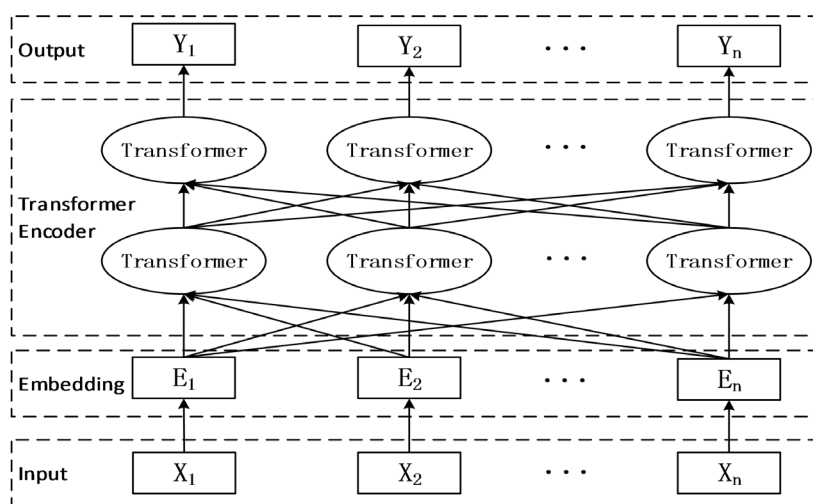 Output Y₁ Y₂ ··· Yₙ
Transformer Transformer ··· Transformer
Transformer
Encoder
Transformer Transformer ··· Transformer
Embedding E₁ E₂ ··· Eₙ
Input X₁ X₂ ··· Xₙ